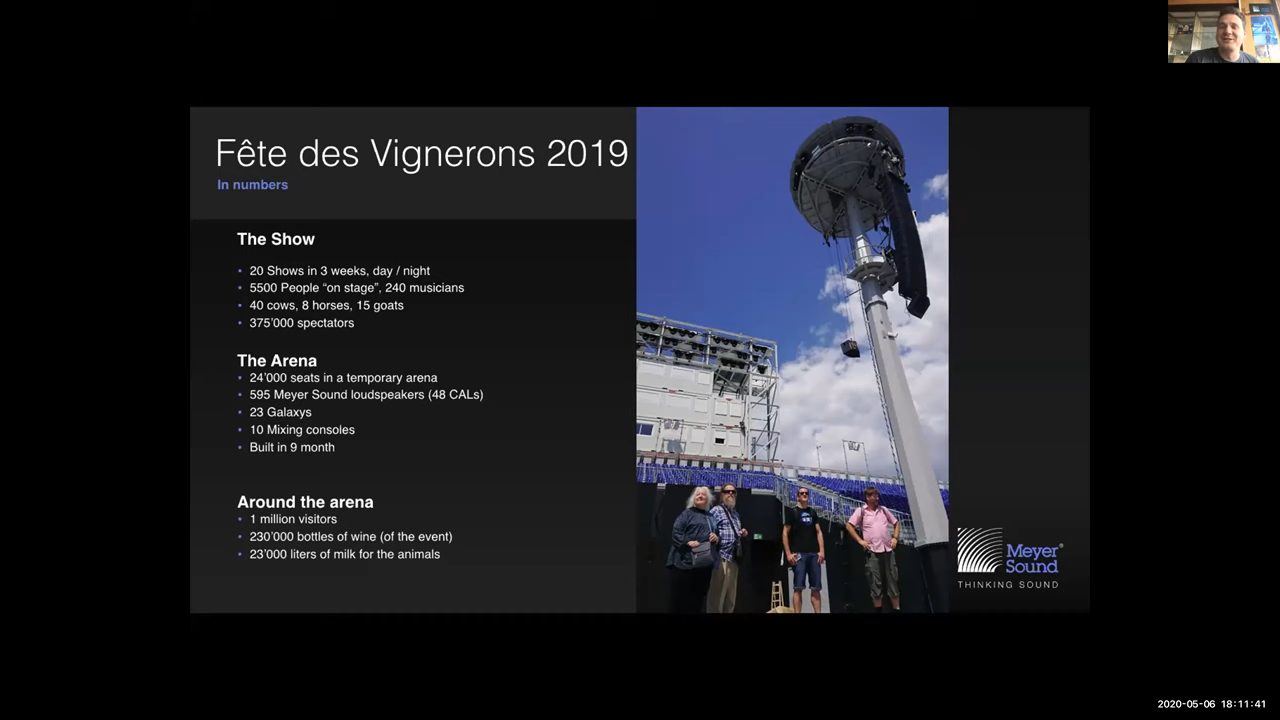 Fête des Vignerons 2019
In numbers
The Show
• 20 Shows in 3 weeks, day / night
• 5500 People “on stage”, 240 musicians
• 40 cows, 8 horses, 15 goats
• 375’000 spectators
The Arena
• 24’000 seats in a temporary arena
• 595 Meyer Sound loudspeakers (48 CALs)
• 23 Galaxys
• 10 Mixing consoles
• Built in 9 month
Around the arena
• 1 million visitors
• 230’000 bottles of wine (of the event)
• 23’000 liters of milk for the animals
Meyer®
Sound
THINKING SOUND
2020-05-06 18:11:41